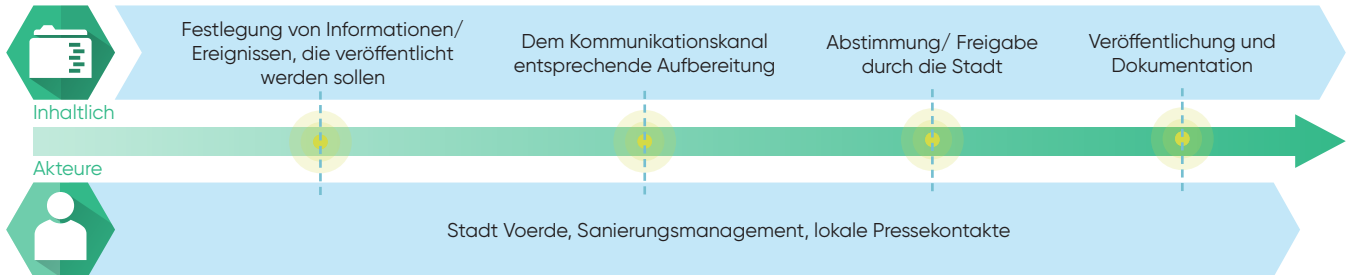 Festlegung von Informationen/
Ereignissen, die veröffentlicht
werden sollen
Dem Kommunikationskanal
entsprechende Aufbereitung
Abstimmung/ Freigabe
durch die Stadt
Veröffentlichung und
Dokumentation
Inhaltlich
Akteure
Stadt Voerde, Sanierungsmanagement, lokale Pressekontakte